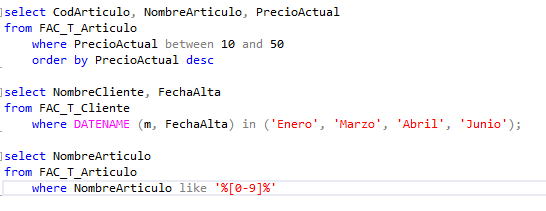 select CodArticulo, NombreArticulo, PrecioActual
from FAC_T_Articulo
where PrecioActual between 10 and 50
order by PrecioActual desc
select NombreCliente, FechaAlta
from FAC_T_Cliente
where DATENAME (m, FechaAlta) in ('Enero', 'Marzo', 'Abril', 'Junio');
select NombreArticulo
from FAC_T_Articulo
where NombreArticulo like '%[0-9]%'